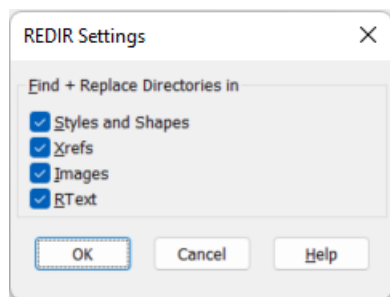 REDIR Settings
Find + Replace Directories in
Styles and Shapes
Xrefs
Images
RText
OK Cancel Help